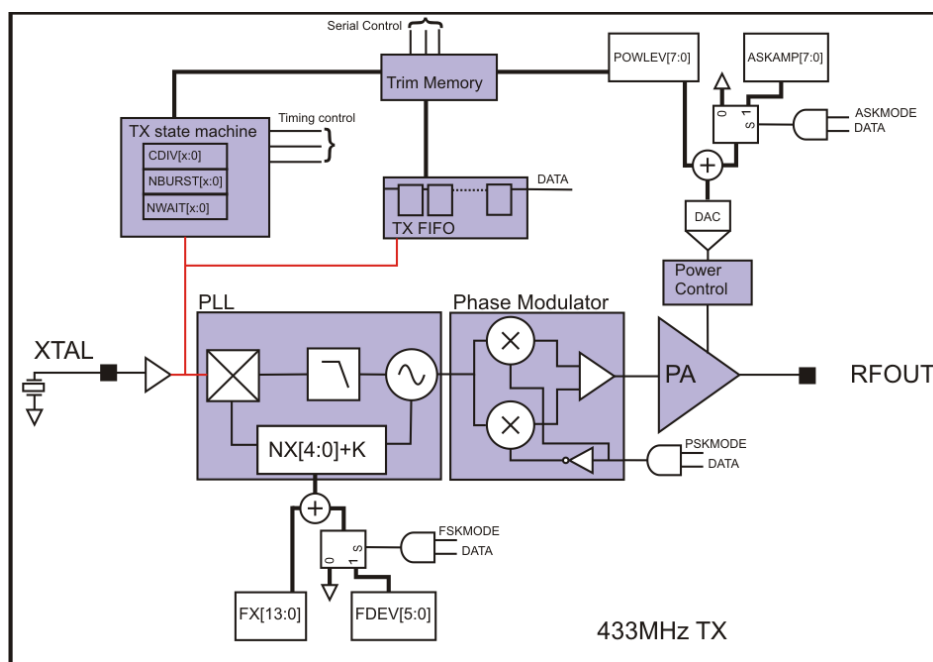 Serial Control
Trim Memory
POWLEV[7:0]
ASKAMP[7:0]
0
1
S
ASKMODE
DATA
TX state machine
CDIV[x:0]
NBURST[x:0]
NWAIT[x:0]
Timing control
DATA
TX FIFO
+
DAC
Power
Control
PLL
Phase Modulator
XTAL
PA
RFOUT
NX[4:0]+K
PSKMODE
DATA
+
0
1
S
FSKMODE
DATA
FX[13:0]
FDEV[5:0]
433MHz TX